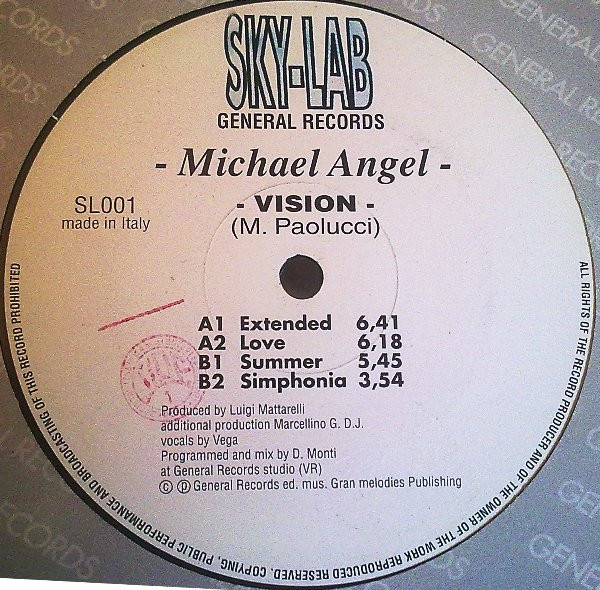 SKY-LAB
GENERAL RECORDS
- Michael Angel -
SL001
made in Italy
- VISION -
(M. Paolucci)
A1 Extended 6,41
A2 Love 6,18
B1 Summer 5,45
B2 Simphonia 3,54
Produced by Luigi Mattarelli
additional production Marcellino G. D.J.
vocals by Vega
Programmed and mix by D. Monti
at General Records studio (VR)
Ⓒ Ⓟ General Records ed. mus. Gran melodies Publishing
ALL RIGHTS OF THE RECORD PRODUCER AND OF THE OWNER OF THE WORK REPRODUCED RESERVED. COPYING, PUBLIC PERFORMANCE AND BROADCASTING OF THIS RECORD PROHIBITED
GENERAL RECORDS
GENERAL RECORDS